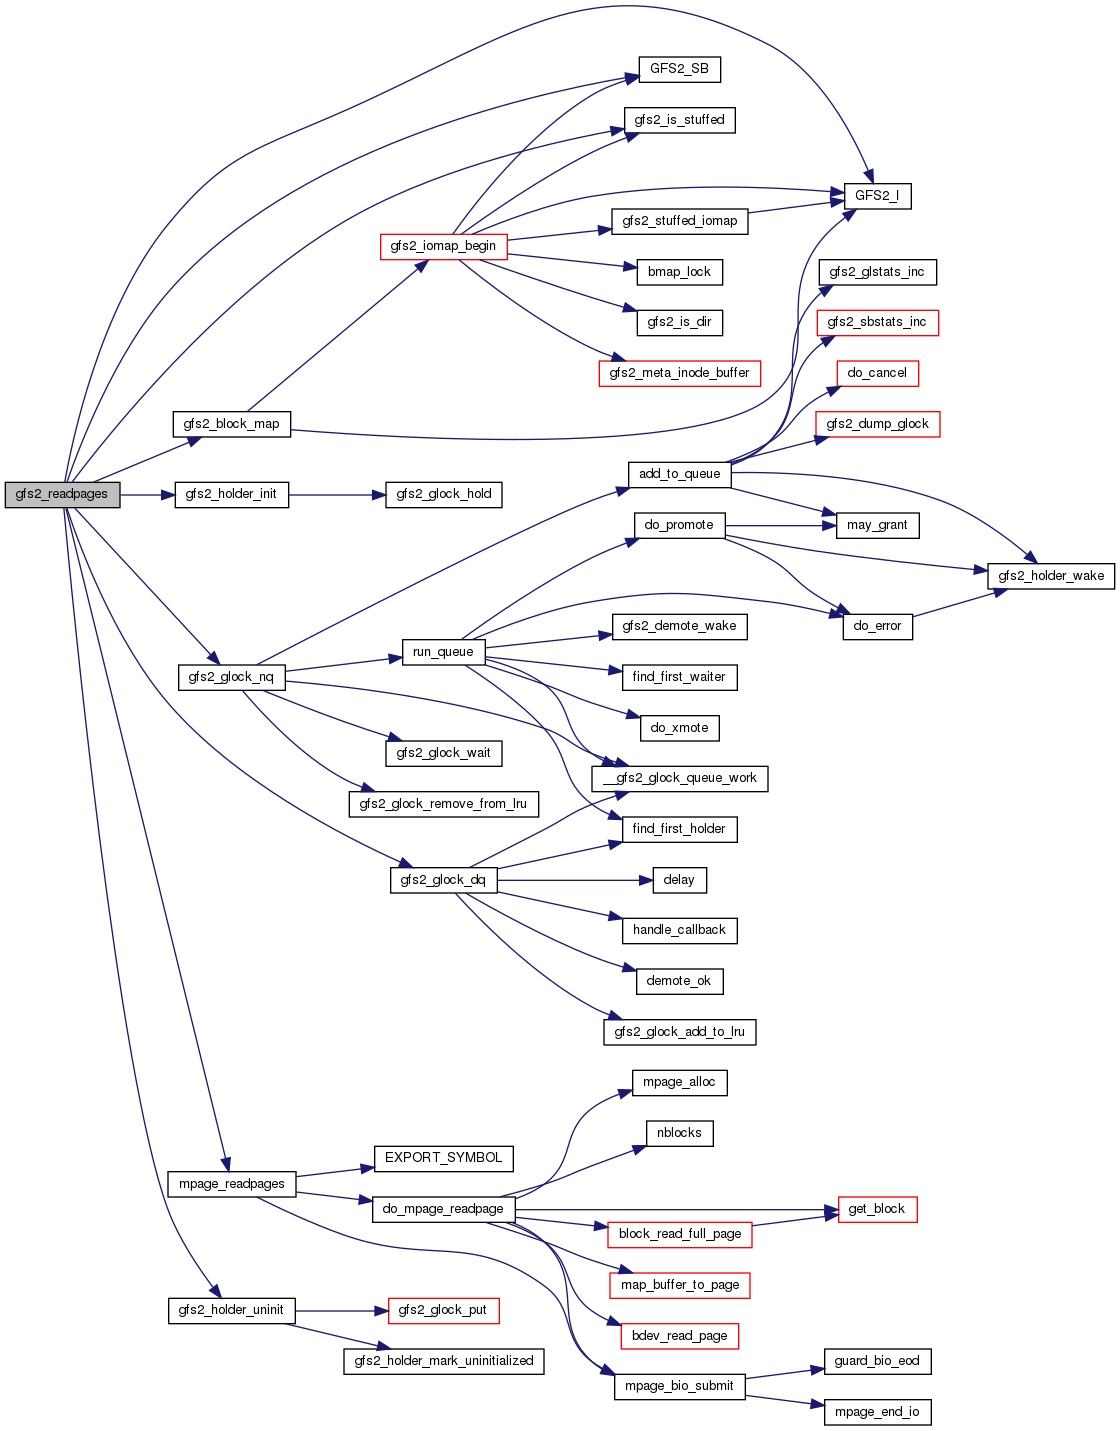 GFS2_SB
gfs2_is_stuffed
GFS2_I
gfs2_stuffed_iomap
gfs2_iomap_begin
bmap_lock
gfs2_glstats_inc
gfs2_is_dir
gfs2_sbstats_inc
gfs2_meta_inode_buffer
do_cancel
gfs2_block_map
gfs2_dump_glock
add_to_queue
gfs2_readpages
gfs2_holder_init
gfs2_glock_hold
do_promote
may_grant
gfs2_holder_wake
gfs2_demote_wake
do_error
run_queue
gfs2_glock_nq
find_first_waiter
do_xmote
gfs2_glock_wait
__gfs2_glock_queue_work
gfs2_glock_remove_from_lru
find_first_holder
gfs2_glock_dq
delay
handle_callback
demote_ok
gfs2_glock_add_to_lru
mpage_alloc
nblocks
EXPORT_SYMBOL
mpage_readpages
do_mpage_readpage
get_block
block_read_full_page
map_buffer_to_page
gfs2_holder_uninit
gfs2_glock_put
bdev_read_page
gfs2_holder_mark_uninitialized
guard_bio_eod
mpage_bio_submit
mpage_end_io